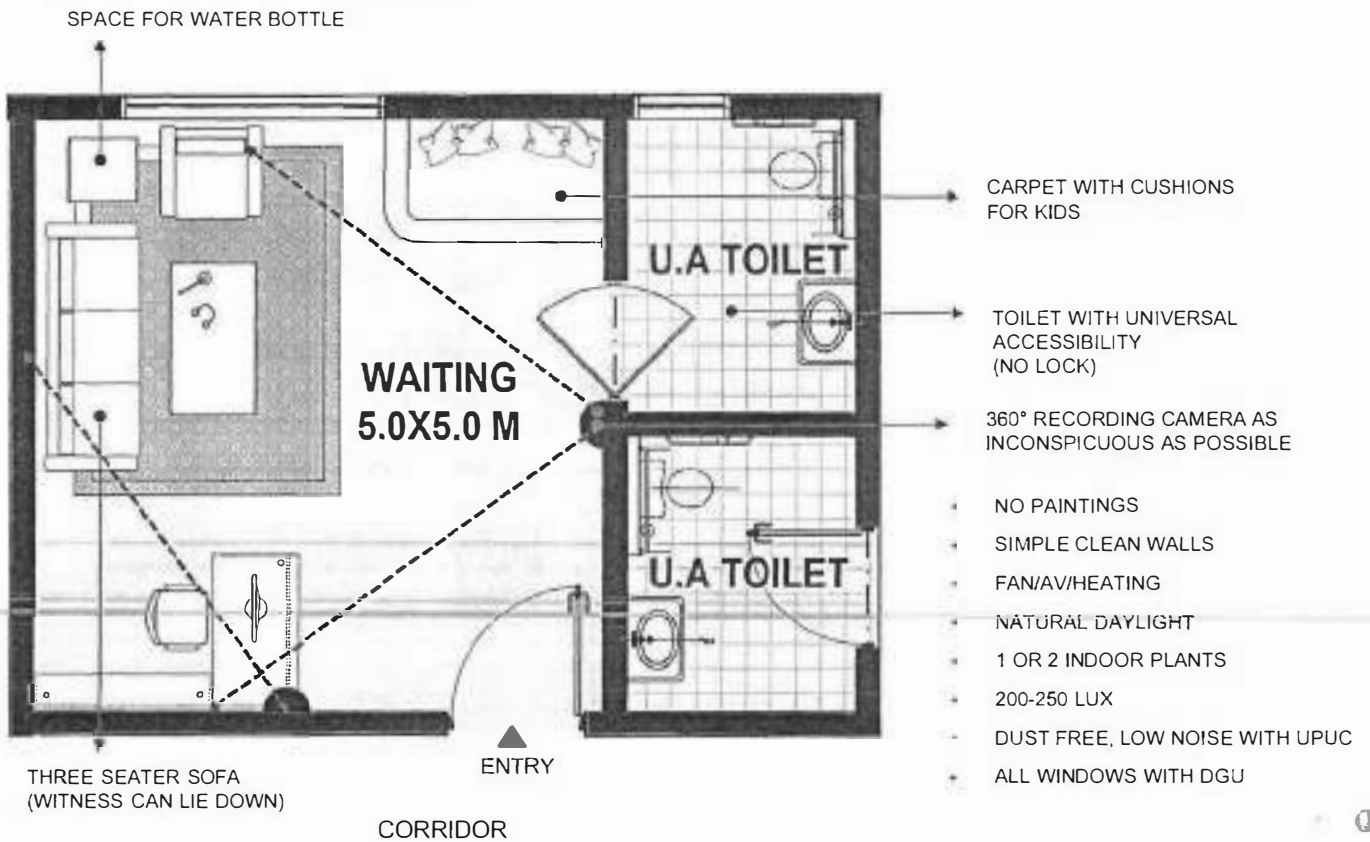 SPACE FOR WATER BOTTLE
CARPET WITH CUSHIONS
FOR KIDS
U.A TOILET
TOILET WITH UNIVERSAL
ACCESSIBILITY
(NO LOCK)
WAITING
5.0X5.0 M
360° RECORDING CAMERA AS
INCONSPICUOUS AS POSSIBLE
NO PAINTINGS
SIMPLE CLEAN WALLS
U.A TOILET
FAN/AV/HEATING
NATURAL DAYLIGHT
1 OR 2 INDOOR PLANTS
200-250 LUX
DUST FREE, LOW NOISE WITH UPUC
ALL WINDOWS WITH DGU
ENTRY
THREE SEATER SOFA
(WITNESS CAN LIE DOWN)
CORRIDOR